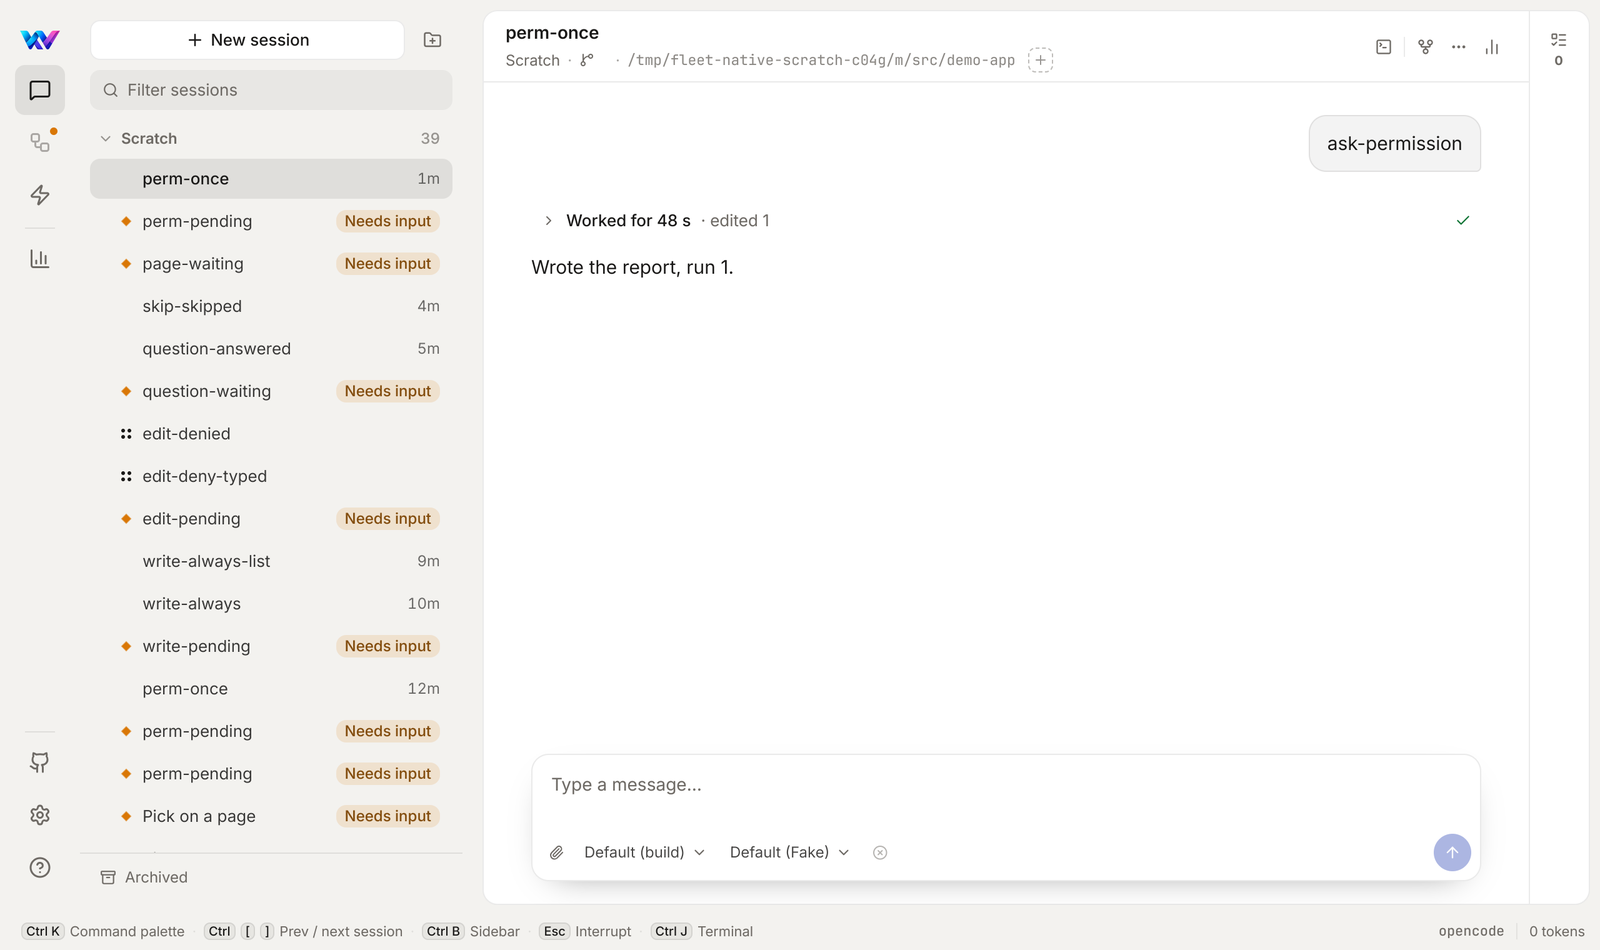 New session
Filter sessions
Scratch 39
perm-once 1m
perm-pending Needs input
page-waiting Needs input
skip-skipped 4m
question-answered 5m
question-waiting Needs input
edit-denied
edit-deny-typed
edit-pending Needs input
write-always-list 9m
write-always 10m
write-pending Needs input
perm-once 12m
perm-pending Needs input
perm-pending Needs input
Pick on a page Needs input
Archived
perm-once
Scratch · · /tmp/fleet-native-scratch-c04g/m/src/demo-app
0
ask-permission
Worked for 48 s · edited 1
Wrote the report, run 1.
Type a message...
Default (build) Default (Fake)
Ctrl K Command palette Ctrl [ ] Prev / next session Ctrl B Sidebar Esc Interrupt Ctrl J Terminal opencode 0 tokens